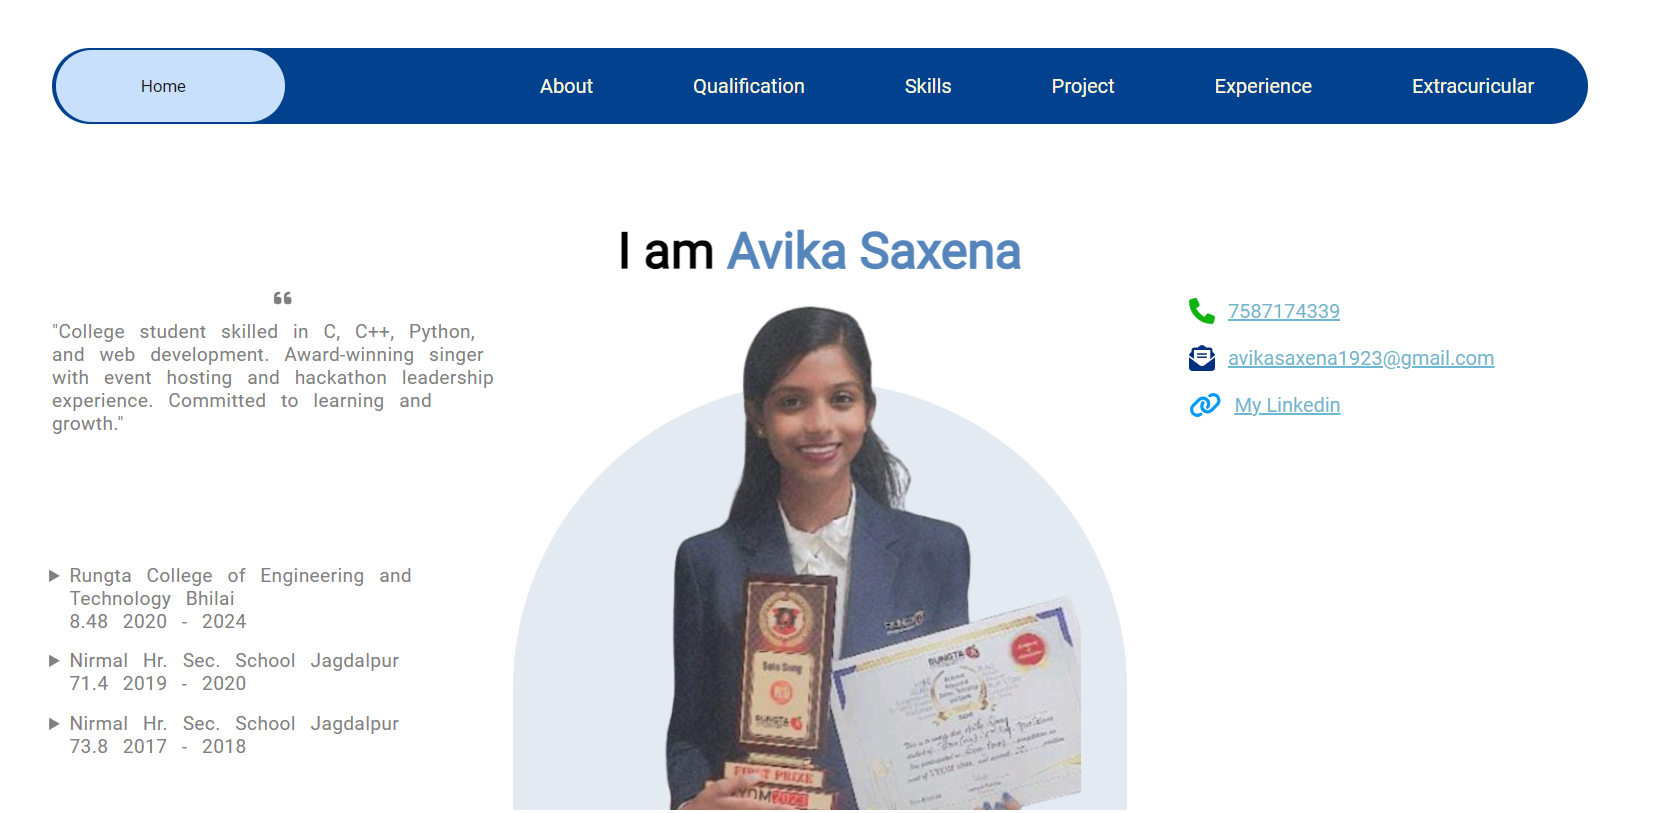 Home
About
Qualification
Skills
Project
Experience
Extracuricular
I am Avika Saxena
"College student skilled in C, C++, Python,
and web development. Award-winning singer
with event hosting and hackathon leadership
experience. Committed to learning and
growth."
7587174339
avikasaxena1923@gmail.com
My Linkedin
Rungta College of Engineering and
Technology Bhilai
8.48 2020 - 2024
Nirmal Hr. Sec. School Jagdalpur
71.4 2019 - 2020
Nirmal Hr. Sec. School Jagdalpur
73.8 2017 - 2018
Solo Song
RUNGTA
FIRST PRIZE
VYOM 2023
RUNGTA